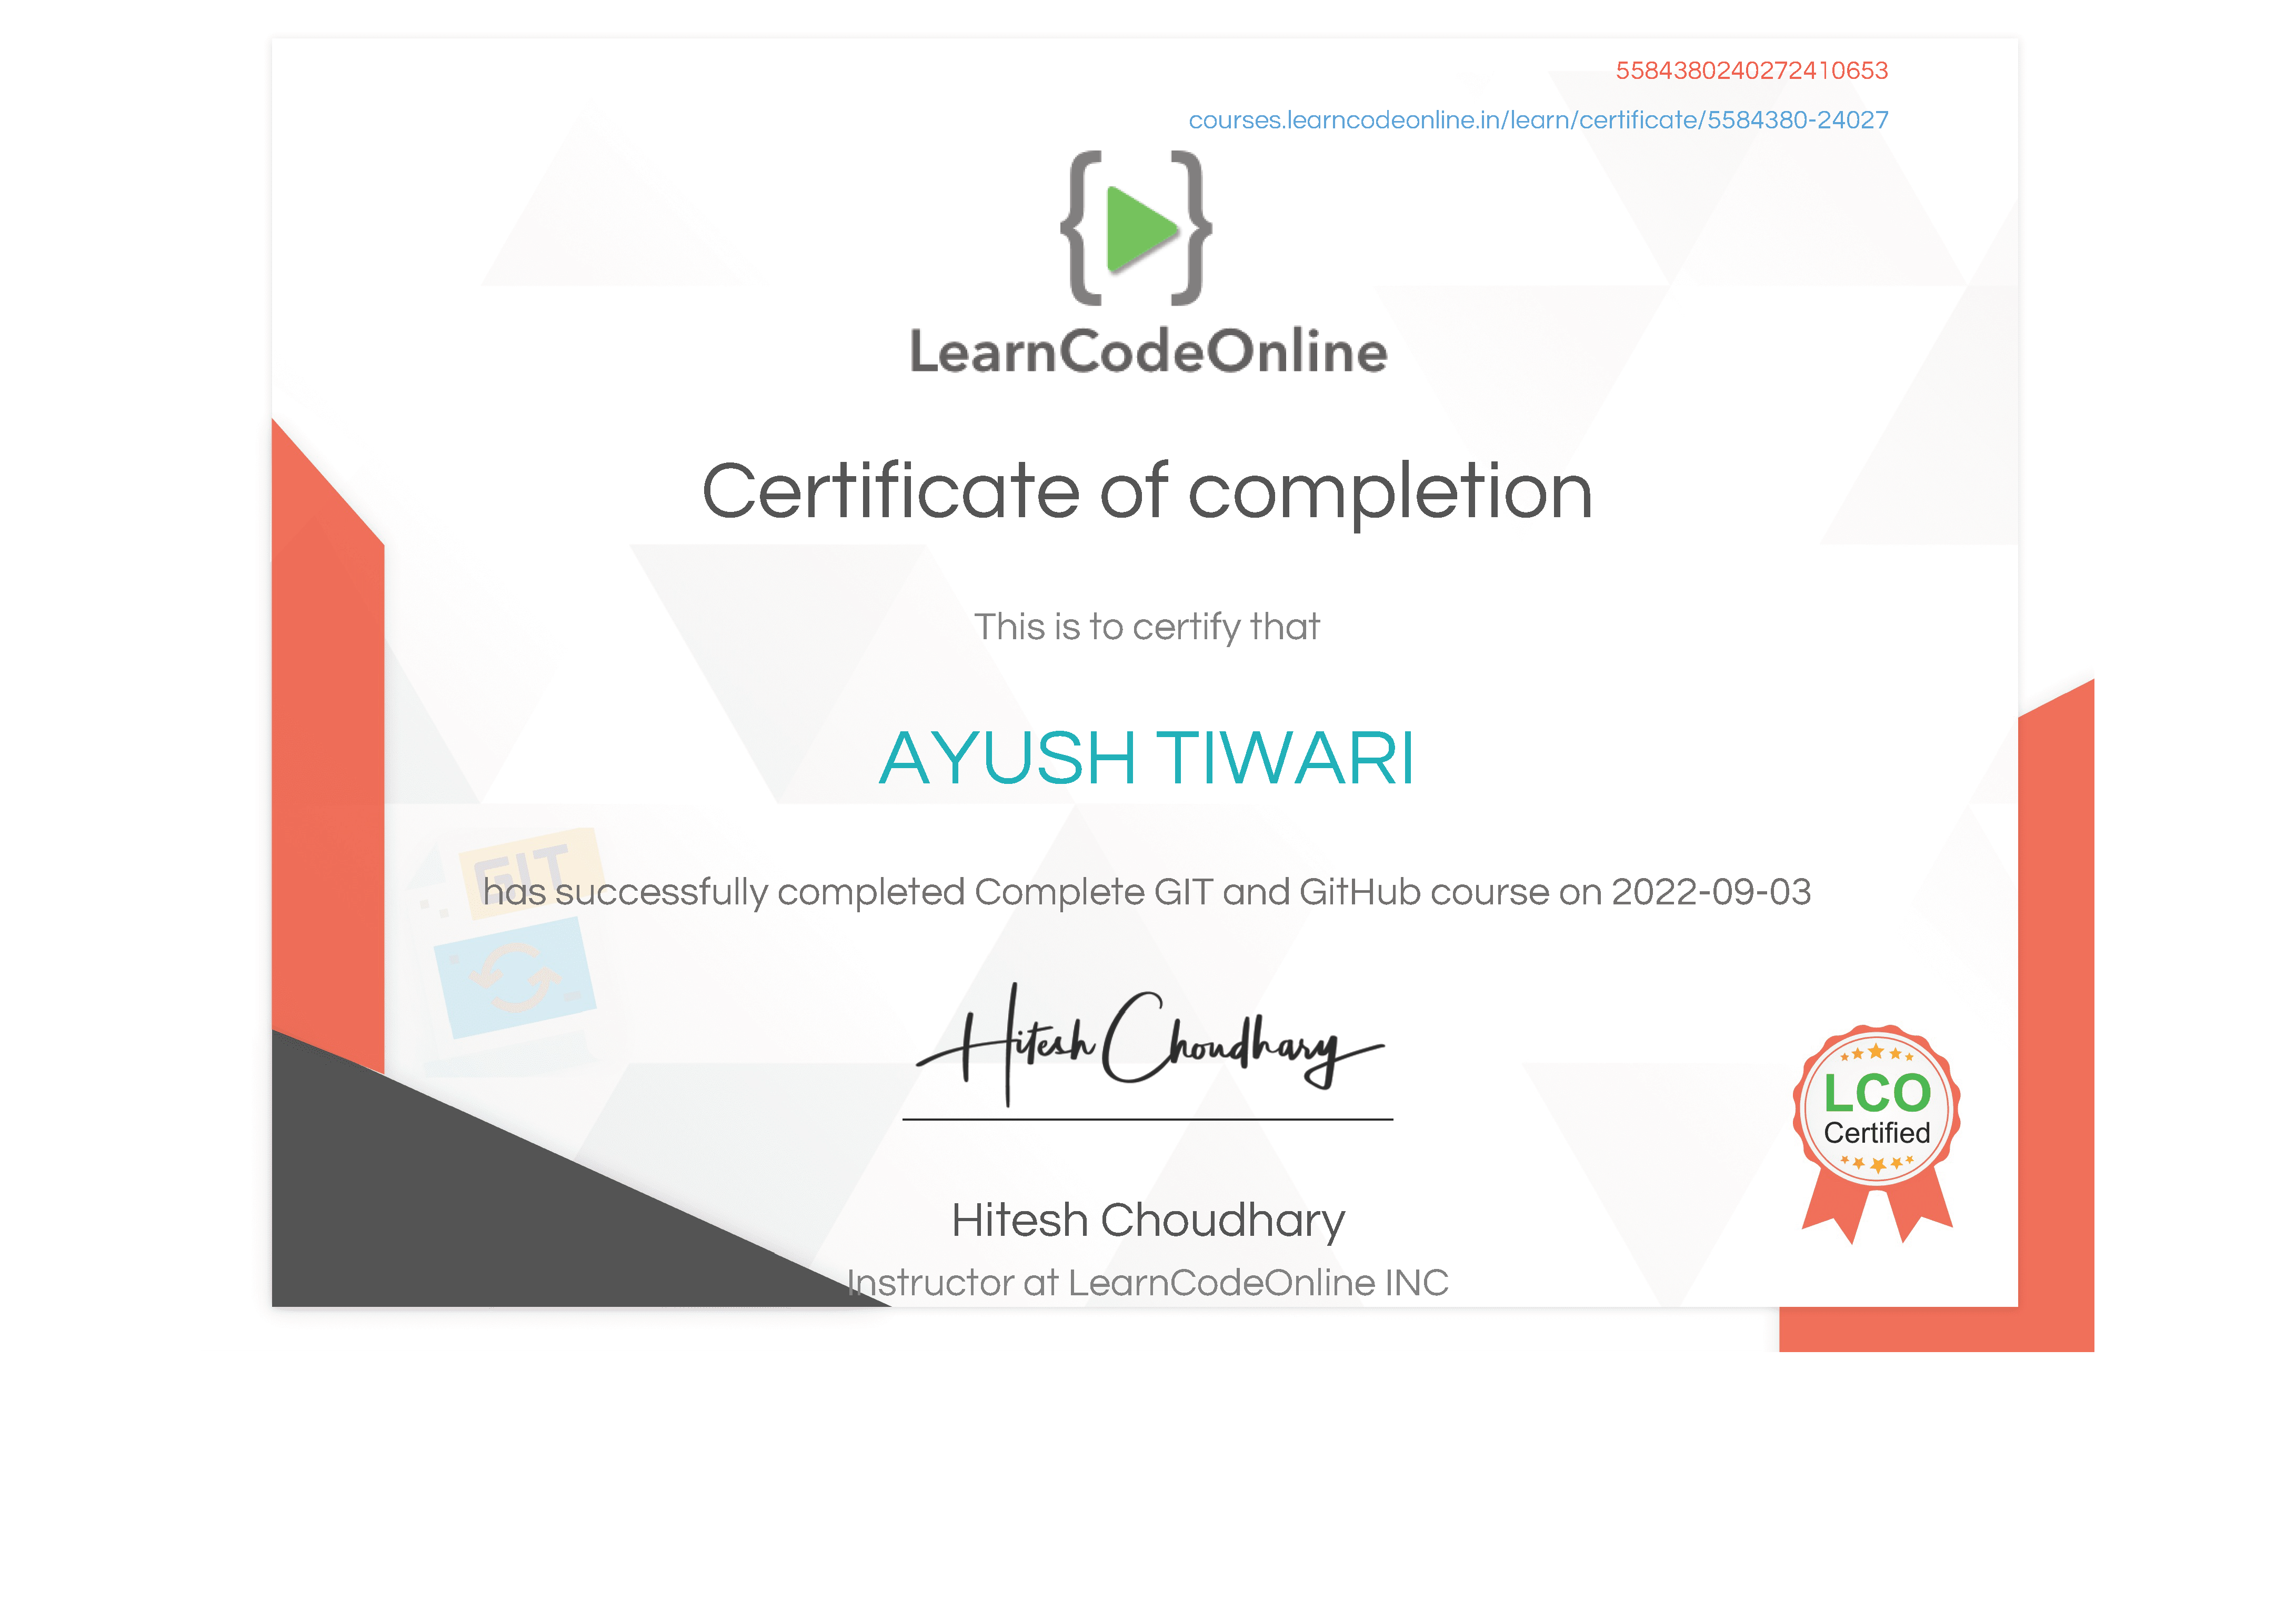 5584380240272410653
courses.learncodeonline.in/learn/certificate/5584380-24027
LearnCodeOnline
Certificate of completion
This is to certify that
AYUSH TIWARI
GIT
has successfully completed Complete GIT and GitHub course on 2022-09-03
Hitesh Choudhary
LCO
Certified
Hitesh Choudhary
Instructor at LearnCodeOnline INC